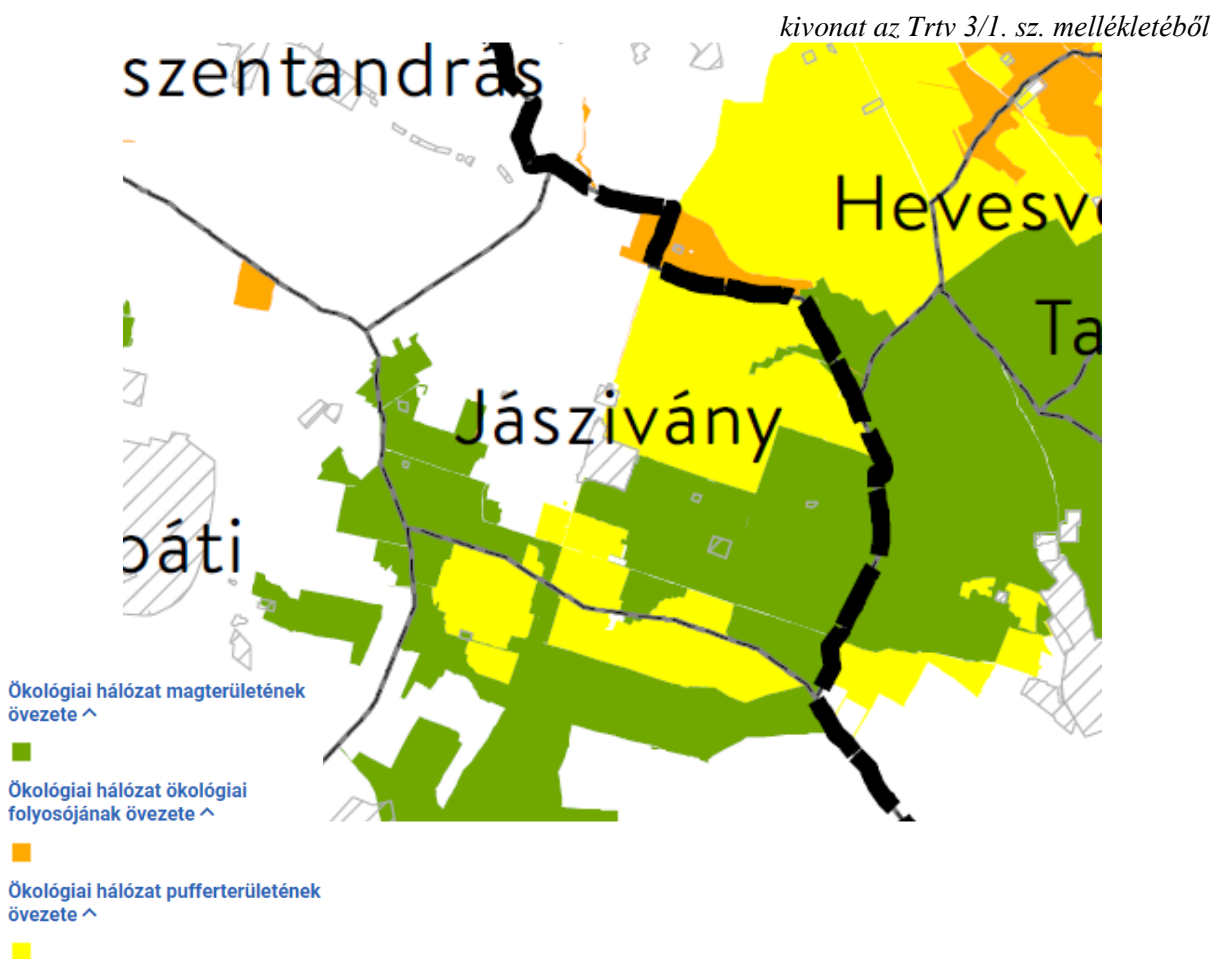 kivonat az Trtv 3/1. sz. mellékletéből
szentandrás
Hevesve
Ta
Jászivány
páti
Ökológiai hálózat magterületének
övezete ^
Ökológiai hálózat ökológiai
folyosójának övezete ^
Ökológiai hálózat pufferterületének
övezete ^